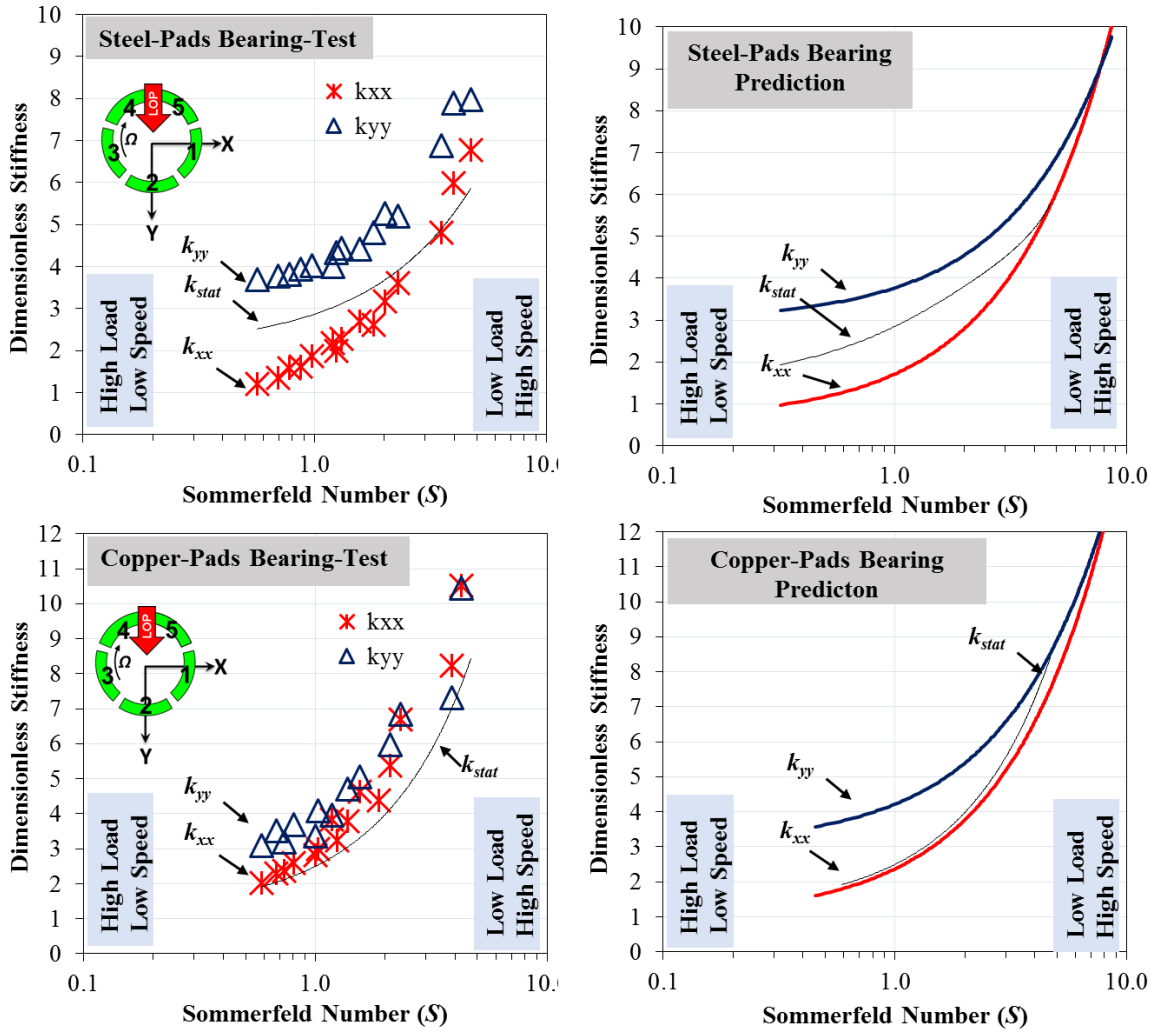 Steel-Pads Bearing-Test
kxx
kyy
LOP
4
5
3
Ω
1
2
X
Y
kyy
kstat
kxx
High Load
Low Speed
Low Load
High Speed
Dimensionless Stiffness
10
9
8
7
6
5
4
3
2
1
0
0.1
1.0
10.0
Sommerfeld Number (S)
Steel-Pads Bearing
Prediction
kyy
kstat
kxx
High Load
Low Speed
Low Load
High Speed
Dimensionless Stiffness
10
9
8
7
6
5
4
3
2
1
0
0.1
1.0
10.0
Sommerfeld Number (S)
Copper-Pads Bearing-Test
kxx
kyy
LOP
4
5
3
Ω
1
2
X
Y
kyy
kxx
kstat
High Load
Low Speed
Low Load
High Speed
Dimensionless Stiffness
12
11
10
9
8
7
6
5
4
3
2
1
0
0.1
1.0
10.0
Sommerfeld Number (S)
Copper-Pads Bearing
Predicton
kstat
kyy
kxx
High Load
Low Speed
Low Load
High Speed
Dimensionless Stiffness
12
11
10
9
8
7
6
5
4
3
2
1
0
0.1
1.0
10.0
Sommerfeld Number (S)